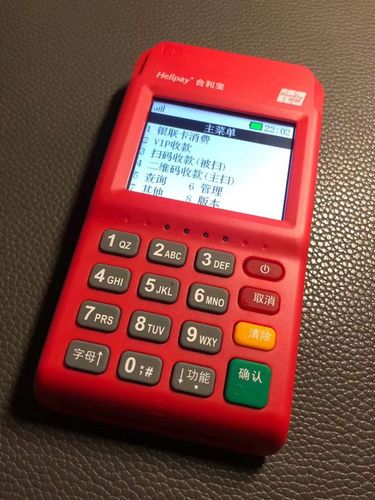 Helipay 合利宝
22:02
主菜单
1 银联卡消费
2 VIP收款
3 扫码收款(被扫)
4 二维码收款(主扫)
5 查询 6 管理
7 其他 8 版本
1 QZ 2 ABC 3 DEF
4 GHI 5 JKL 6 MNO 取消
7 PRS 8 TUV 9 WXY 清除
字母↑ 0;# ↓功能 确认